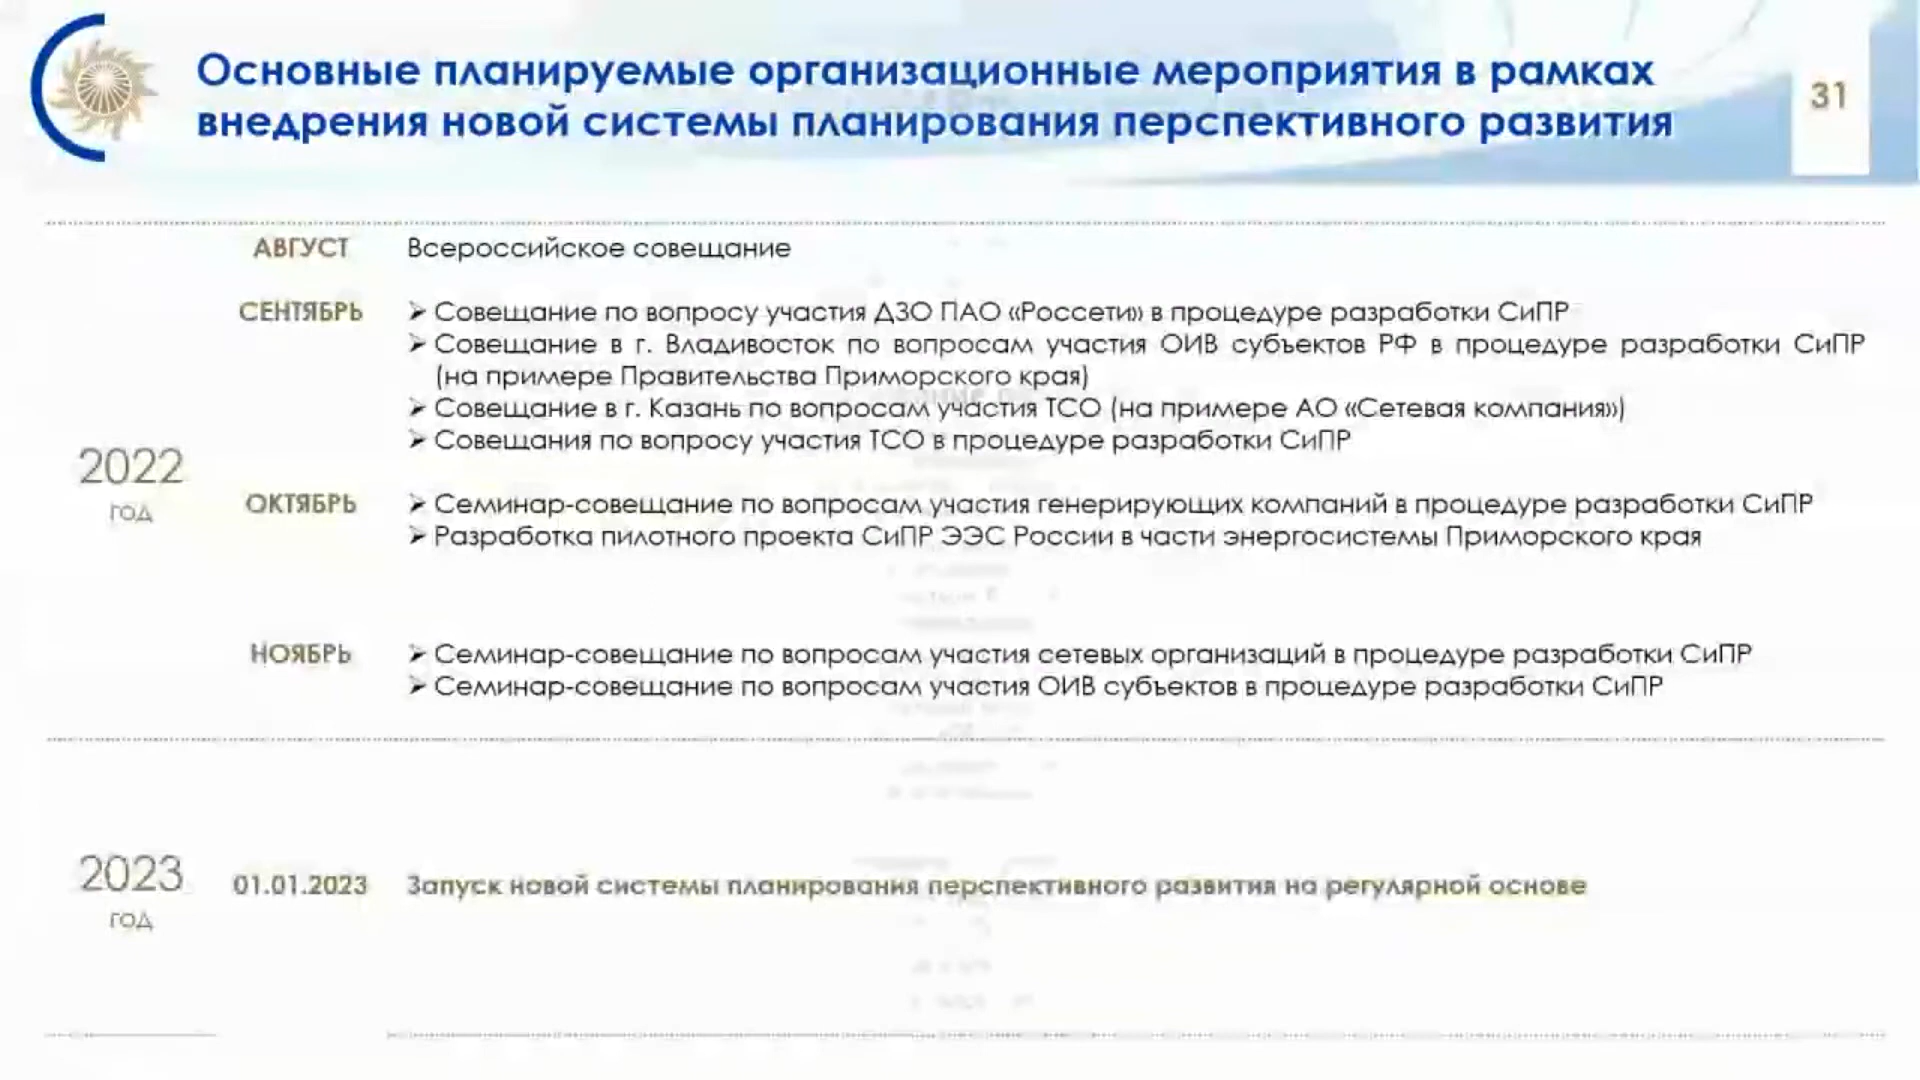 Основные планируемые организационные мероприятия в рамках
внедрения новой системы планирования перспективного развития
31
АВГУСТ Всероссийское совещание
СЕНТЯБРЬ ➢ Совещание по вопросу участия ДЗО ПАО «Россети» в процедуре разработки СиПР
➢ Совещание в г. Владивосток по вопросам участия ОИВ субъектов РФ в процедуре разработки СиПР
(на примере Правительства Приморского края)
➢ Совещание в г. Казань по вопросам участия ТСО (на примере АО «Сетевая компания»)
➢ Совещания по вопросу участия ТСО в процедуре разработки СиПР
2022
год
ОКТЯБРЬ ➢ Семинар-совещание по вопросам участия генерирующих компаний в процедуре разработки СиПР
➢ Разработка пилотного проекта СиПР ЭЭС России в части энергосистемы Приморского края
НОЯБРЬ ➢ Семинар-совещание по вопросам участия сетевых организаций в процедуре разработки СиПР
➢ Семинар-совещание по вопросам участия ОИВ субъектов в процедуре разработки СиПР
2023
год
01.01.2023 Запуск новой системы планирования перспективного развития на регулярной основе